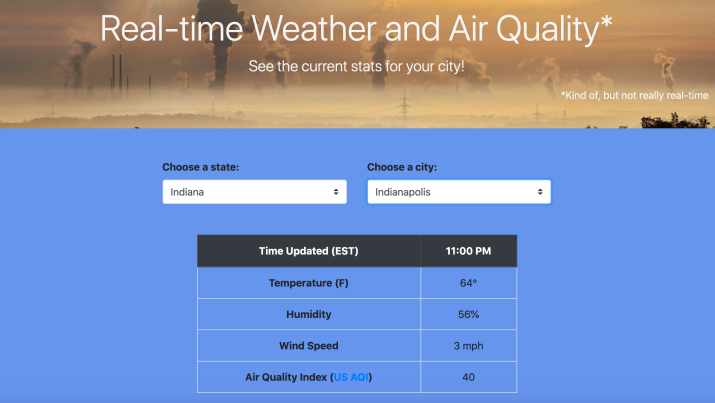 Real-time Weather and Air Quality*
See the current stats for your city!
*Kind of, but not really real-time
Choose a state: Choose a city:
Indiana Indianapolis
Time Updated (EST) 11:00 PM
Temperature (F) 64°
Humidity 56%
Wind Speed 3 mph
Air Quality Index (US AQI) 40